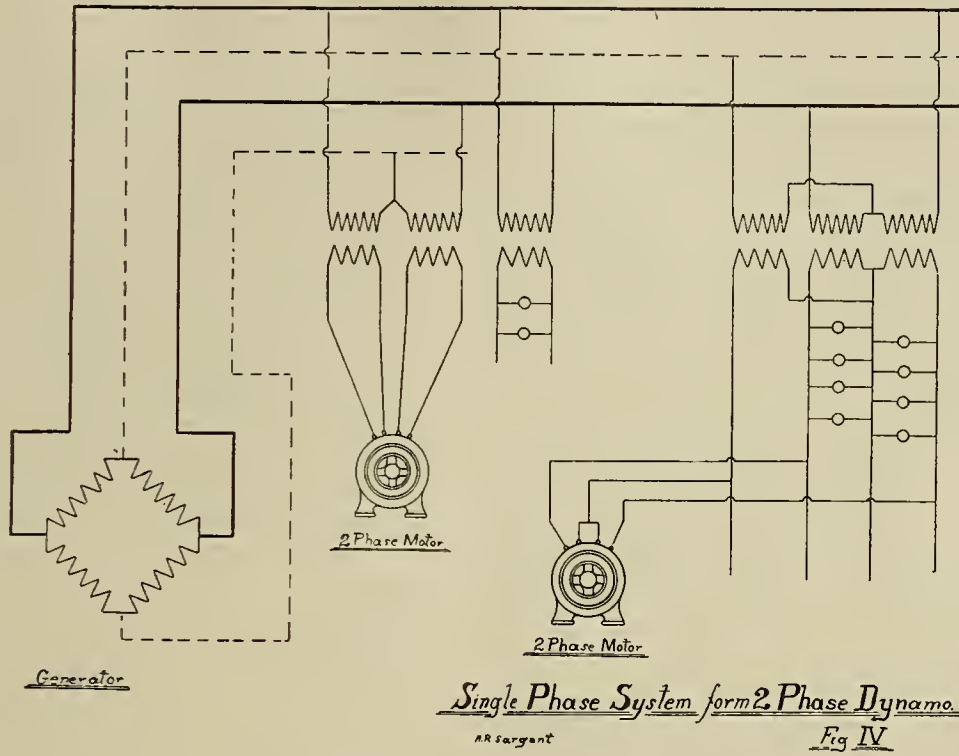 2 Phase Motor
2 Phase Motor
Generator
Single Phase System form 2 Phase Dynamo.
A.R. Sargent
Fig IV